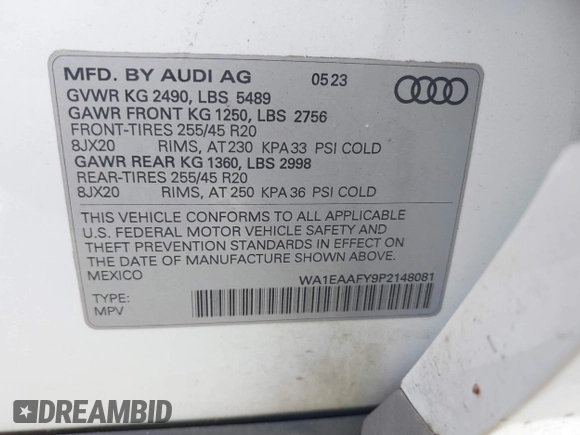 MFD. BY AUDI AG 05 23
GVWR KG 2490, LBS 5489
GAWR FRONT KG 1250, LBS 2756
FRONT-TIRES 255/45 R20
8JX20 RIMS, AT 230 KPA 33 PSI COLD
GAWR REAR KG 1360, LBS 2998
REAR-TIRES 255/45 R20
8JX20 RIMS, AT 250 KPA 36 PSI COLD
THIS VEHICLE CONFORMS TO ALL APPLICABLE
U.S. FEDERAL MOTOR VEHICLE SAFETY AND
THEFT PREVENTION STANDARDS IN EFFECT ON
THE DATE OF MANUFACTURE SHOWN ABOVE.
MEXICO WA1EAAFY9P2148081
TYPE:
MPV
DREAMBID